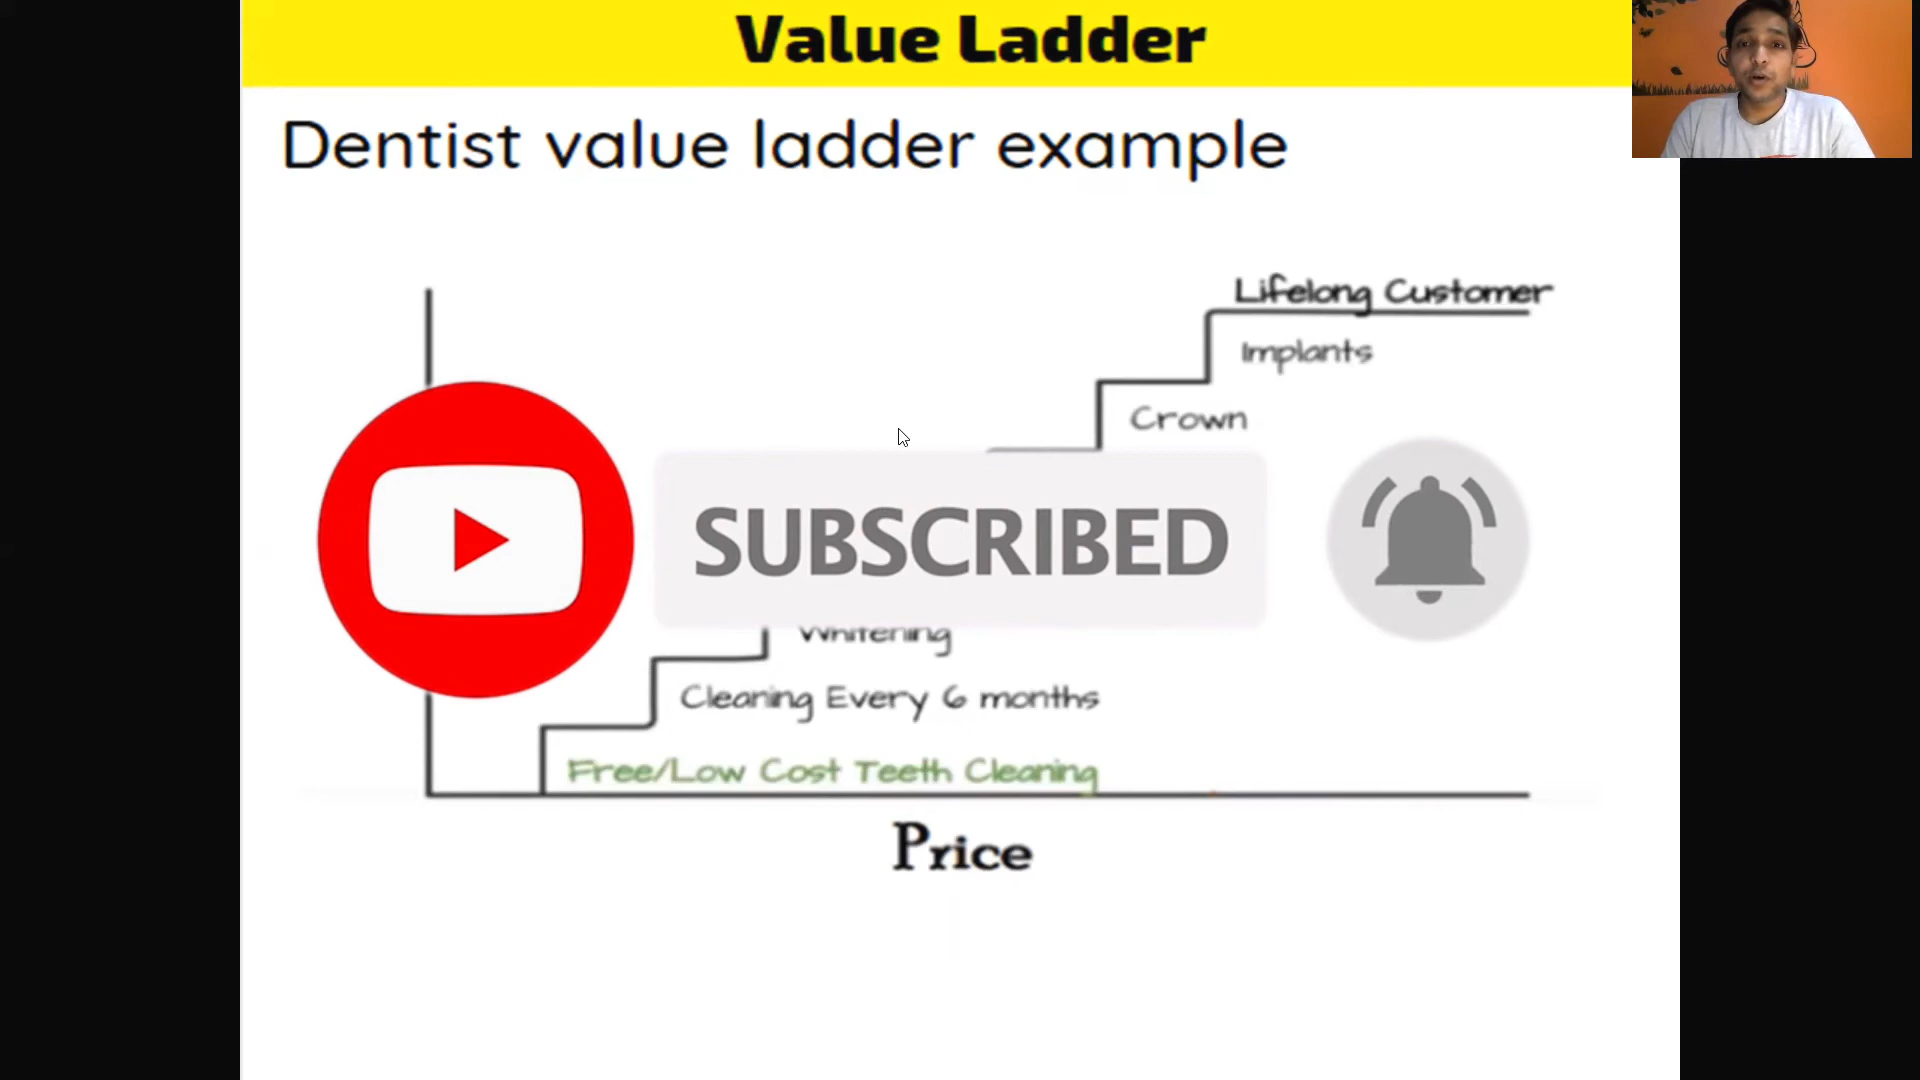 Value Ladder
Dentist value ladder example
Lifelong Customer
Implants
Crown
SUBSCRIBED
Whitening
Cleaning Every 6 months
Free/Low Cost Teeth Cleaning
Price